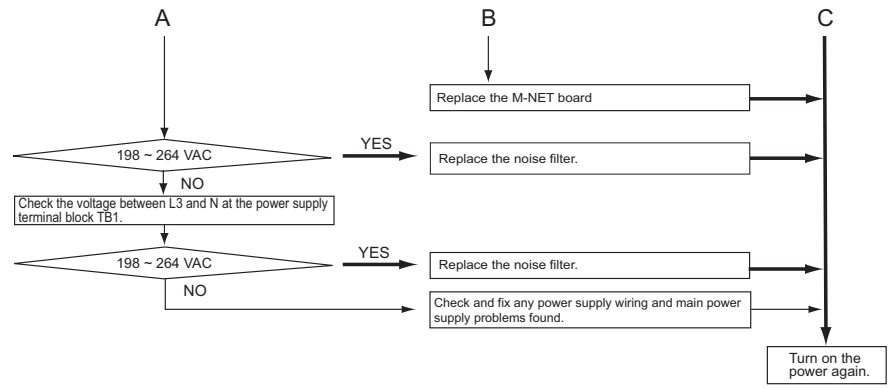 A
B
C
Replace the M-NET board
198 ~ 264 VAC
YES
Replace the noise filter.
NO
Check the voltage between L3 and N at the power supply
terminal block TB1.
198 ~ 264 VAC
YES
Replace the noise filter.
NO
Check and fix any power supply wiring and main power
supply problems found.
Turn on the
power again.